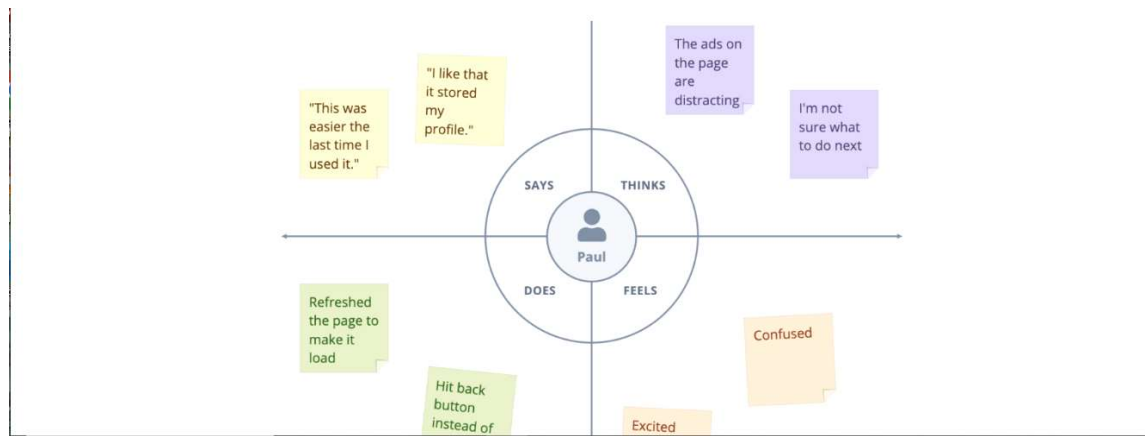 "This was
easier the
last time I
used it."
"I like that
it stored
my
profile."
The ads on
the page
are
distracting
I'm not
sure what
to do next
SAYS
THINKS
Paul
DOES
FEELS
Refreshed
the page to
make it
load
Hit back
button
instead of
Confused
Excited